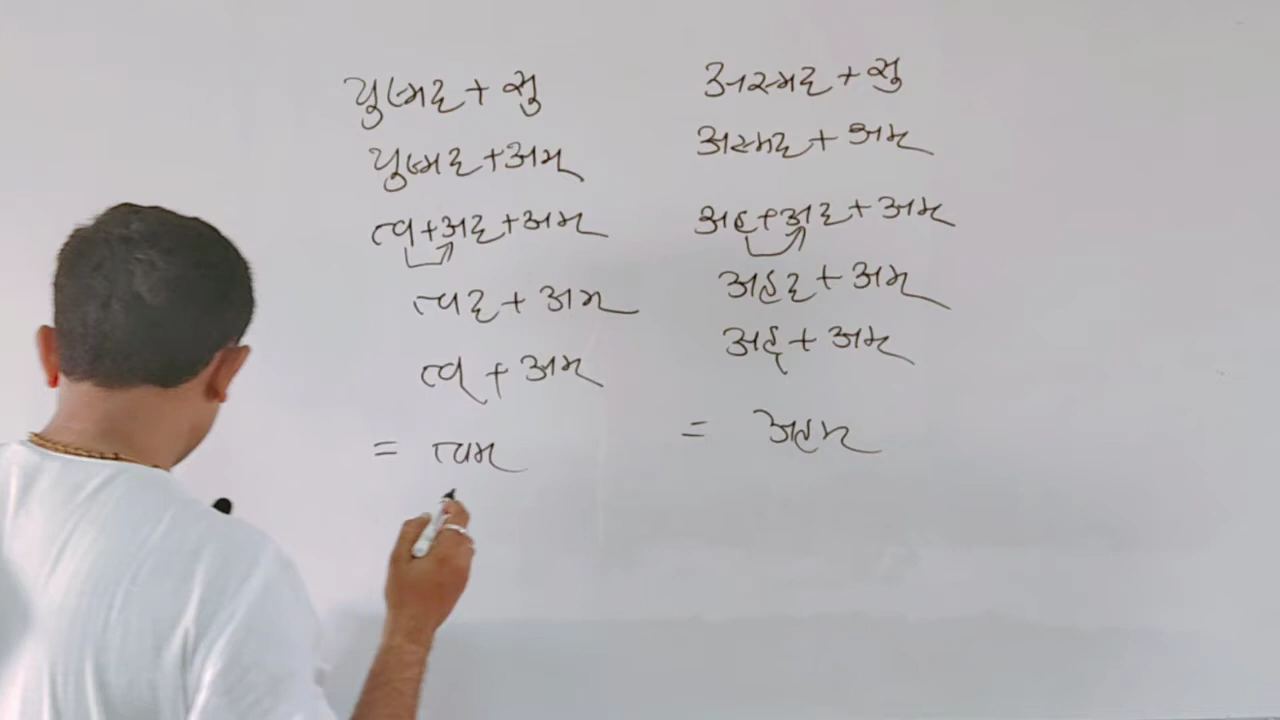 युष्मद् + सु
युष्मद् + अम्
त्व + अद् + अम्
त्वद् + अम्
त्व् + अम्
= त्वम्
अस्मद् + सु
अस्मद् + अम्
अह + अद् + अम्
अहद् + अम्
अह् + अम्
= अहम्